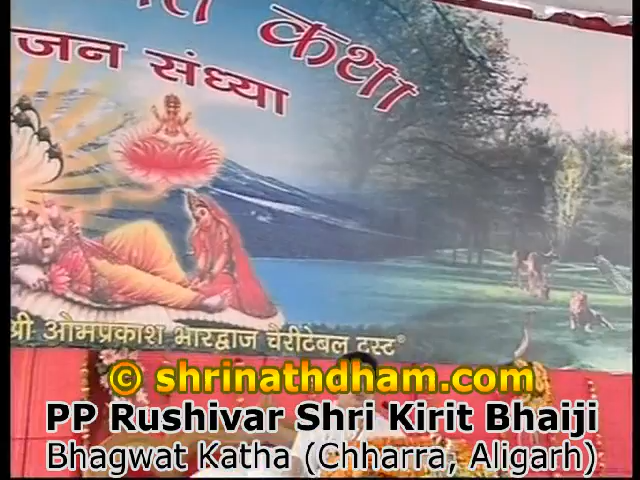 कथा
जन संध्या
श्री ओमप्रकाश भारद्वाज चेरीटेबल ट्रस्ट
© shrinathdham.com
PP Rushivar Shri Kirit Bhaiji
Bhagwat Katha (Chharra, Aligarh)